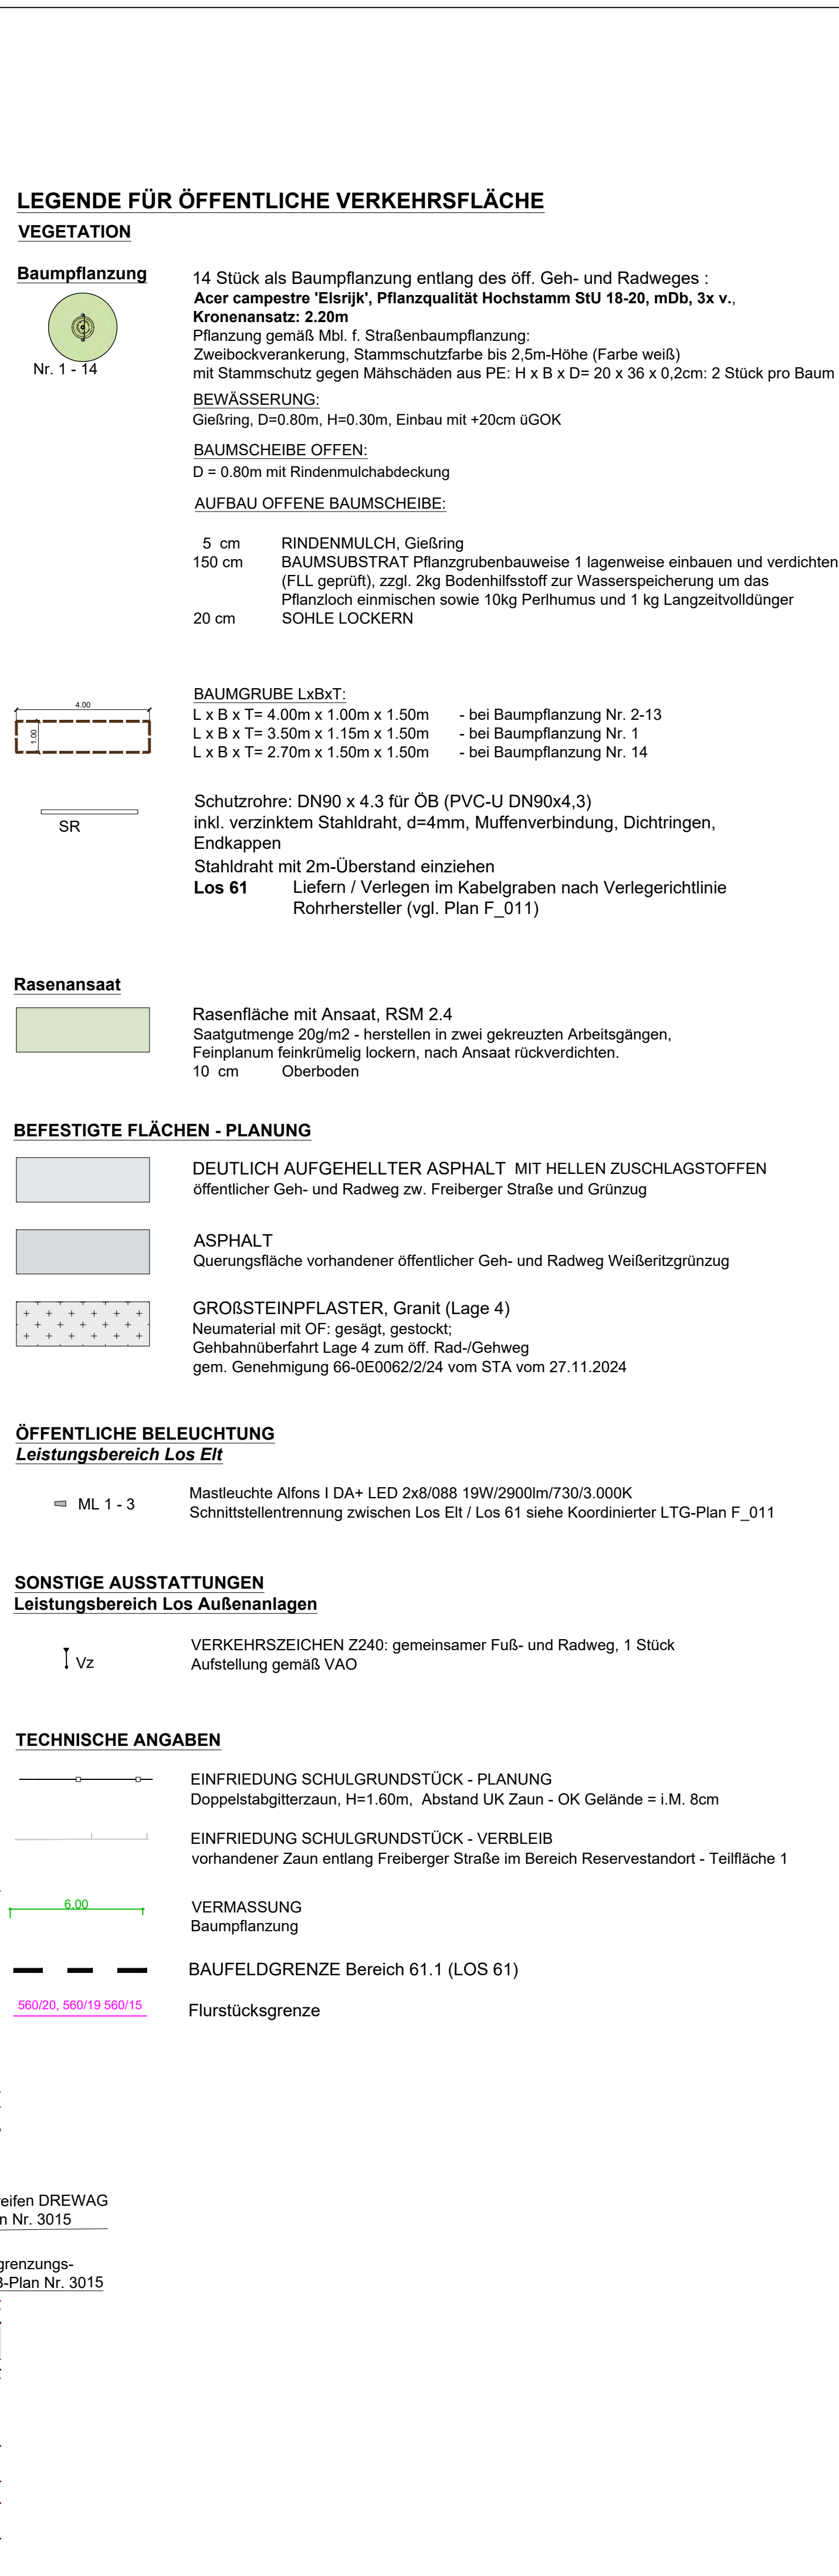 LEGENDE FÜR ÖFFENTLICHE VERKEHRSFLÄCHE
VEGETATION
Baumpflanzung
Nr. 1 - 14
14 Stück als Baumpflanzung entlang des öff. Geh- und Radweges :
Acer campestre 'Elsrijk', Pflanzqualität Hochstamm StU 18-20, mDb, 3x v.,
Kronenansatz: 2.20m
Pflanzung gemäß Mbl. f. Straßenbaumpflanzung:
Zweibockverankerung, Stammschutzfarbe bis 2,5m-Höhe (Farbe weiß)
mit Stammschutz gegen Mähschäden aus PE: H x B x D= 20 x 36 x 0,2cm: 2 Stück pro Baum
BEWÄSSERUNG:
Gießring, D=0.80m, H=0.30m, Einbau mit +20cm üGOK
BAUMSCHEIBE OFFEN:
D = 0.80m mit Rindenmulchabdeckung
AUFBAU OFFENE BAUMSCHEIBE:
5 cm RINDENMULCH, Gießring
150 cm BAUMSUBSTRAT Pflanzgrubenbauweise 1 lagenweise einbauen und verdichten
(FLL geprüft), zzgl. 2kg Bodenhilfsstoff zur Wasserspeicherung um das
Pflanzloch einmischen sowie 10kg Perlhumus und 1 kg Langzeitvolldünger
20 cm SOHLE LOCKERN
4.00
1.00
BAUMGRUBE LxBxT:
L x B x T= 4.00m x 1.00m x 1.50m - bei Baumpflanzung Nr. 2-13
L x B x T= 3.50m x 1.15m x 1.50m - bei Baumpflanzung Nr. 1
L x B x T= 2.70m x 1.50m x 1.50m - bei Baumpflanzung Nr. 14
SR
Schutzrohre: DN90 x 4.3 für ÖB (PVC-U DN90x4,3)
inkl. verzinktem Stahldraht, d=4mm, Muffenverbindung, Dichtringen,
Endkappen
Stahldraht mit 2m-Überstand einziehen
Los 61 Liefern / Verlegen im Kabelgraben nach Verlegerichtlinie
Rohrhersteller (vgl. Plan F_011)
Rasenansaat
Rasenfläche mit Ansaat, RSM 2.4
Saatgutmenge 20g/m2 - herstellen in zwei gekreuzten Arbeitsgängen,
Feinplanum feinkrümelig lockern, nach Ansaat rückverdichten.
10 cm Oberboden
BEFESTIGTE FLÄCHEN - PLANUNG
DEUTLICH AUFGEHELLTER ASPHALT MIT HELLEN ZUSCHLAGSTOFFEN
öffentlicher Geh- und Radweg zw. Freiberger Straße und Grünzug
ASPHALT
Querungsfläche vorhandener öffentlicher Geh- und Radweg Weißeritzgrünzug
GROßSTEINPFLASTER, Granit (Lage 4)
Neumaterial mit OF: gesägt, gestockt;
Gehbahnüberfahrt Lage 4 zum öff. Rad-/Gehweg
gem. Genehmigung 66-0E0062/2/24 vom STA vom 27.11.2024
ÖFFENTLICHE BELEUCHTUNG
Leistungsbereich Los Elt
ML 1 - 3
Mastleuchte Alfons I DA+ LED 2x8/088 19W/2900lm/730/3.000K
Schnittstellentrennung zwischen Los Elt / Los 61 siehe Koordinierter LTG-Plan F_011
SONSTIGE AUSSTATTUNGEN
Leistungsbereich Los Außenanlagen
Vz
VERKEHRSZEICHEN Z240: gemeinsamer Fuß- und Radweg, 1 Stück
Aufstellung gemäß VAO
TECHNISCHE ANGABEN
EINFRIEDUNG SCHULGRUNDSTÜCK - PLANUNG
Doppelstabgitterzaun, H=1.60m, Abstand UK Zaun - OK Gelände = i.M. 8cm
EINFRIEDUNG SCHULGRUNDSTÜCK - VERBLEIB
vorhandener Zaun entlang Freiberger Straße im Bereich Reservestandort - Teilfläche 1
6.00
VERMASSUNG
Baumpflanzung
BAUFELDGRENZE Bereich 61.1 (LOS 61)
560/20, 560/19 560/15
Flurstücksgrenze
eifen DREWAG
n Nr. 3015
grenzungs-
B-Plan Nr. 3015